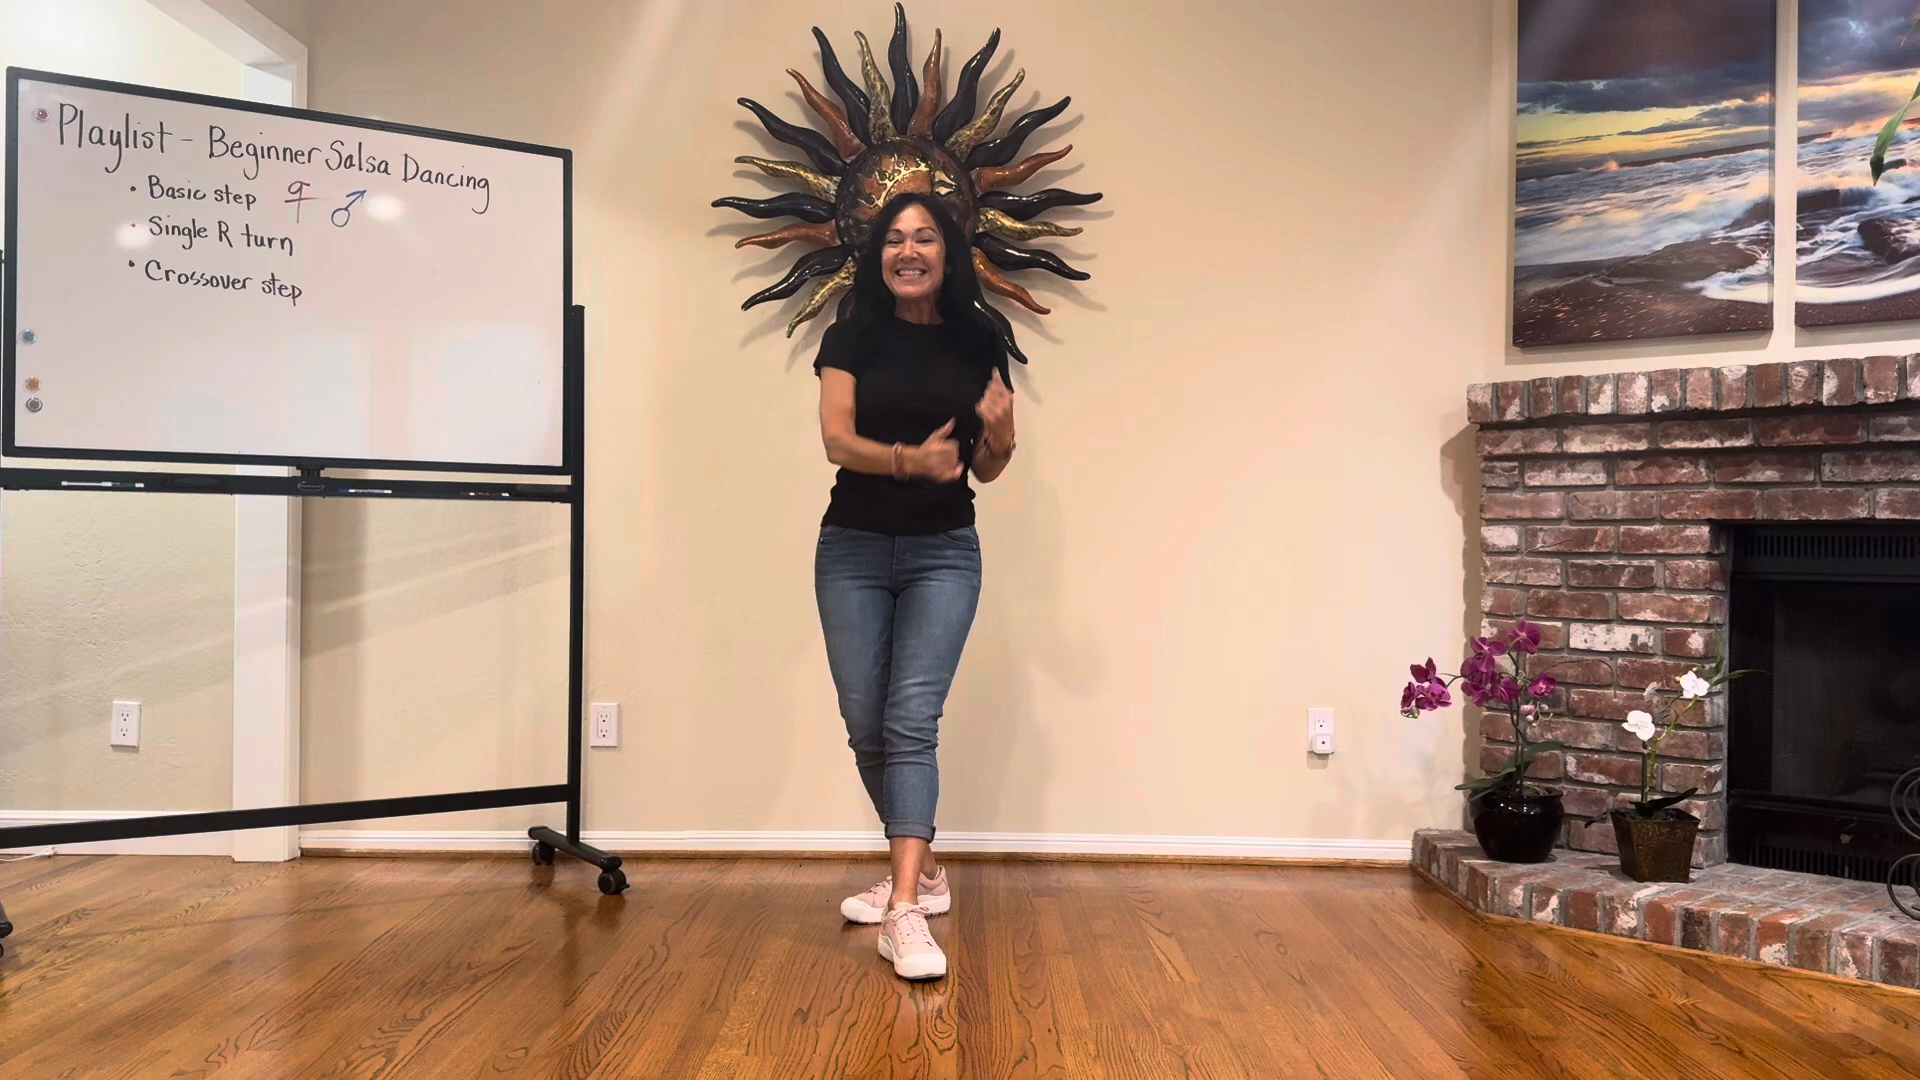 Playlist - Beginner Salsa Dancing
• Basic step ♀ ♂
• Single R turn
• Crossover step